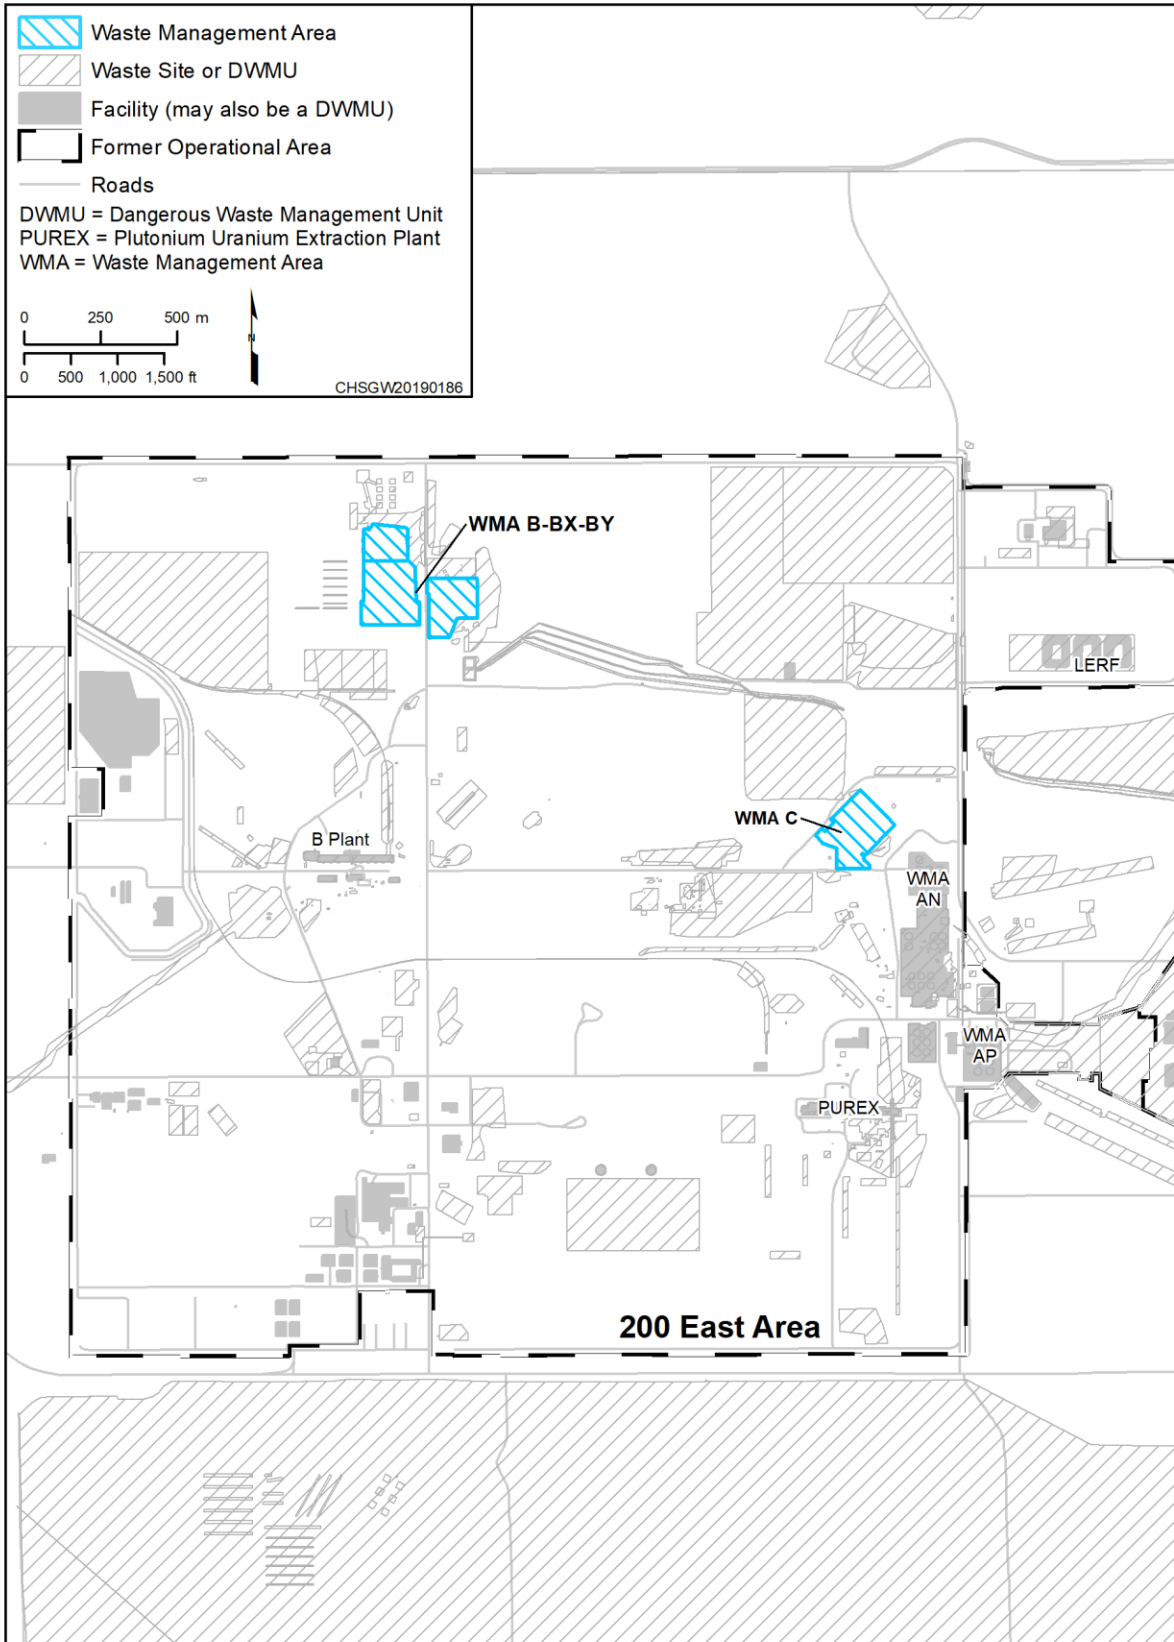 Waste Management Area
Waste Site or DWMU
Facility (may also be a DWMU)
Former Operational Area
Roads
DWMU = Dangerous Waste Management Unit
PUREX = Plutonium Uranium Extraction Plant
WMA = Waste Management Area
0 250 500 m
N
0 500 1,000 1,500 ft
CHSGW20190186
WMA B-BX-BY
LERF
WMA C
B Plant
WMA
AN
WMA
AP
PUREX
200 East Area